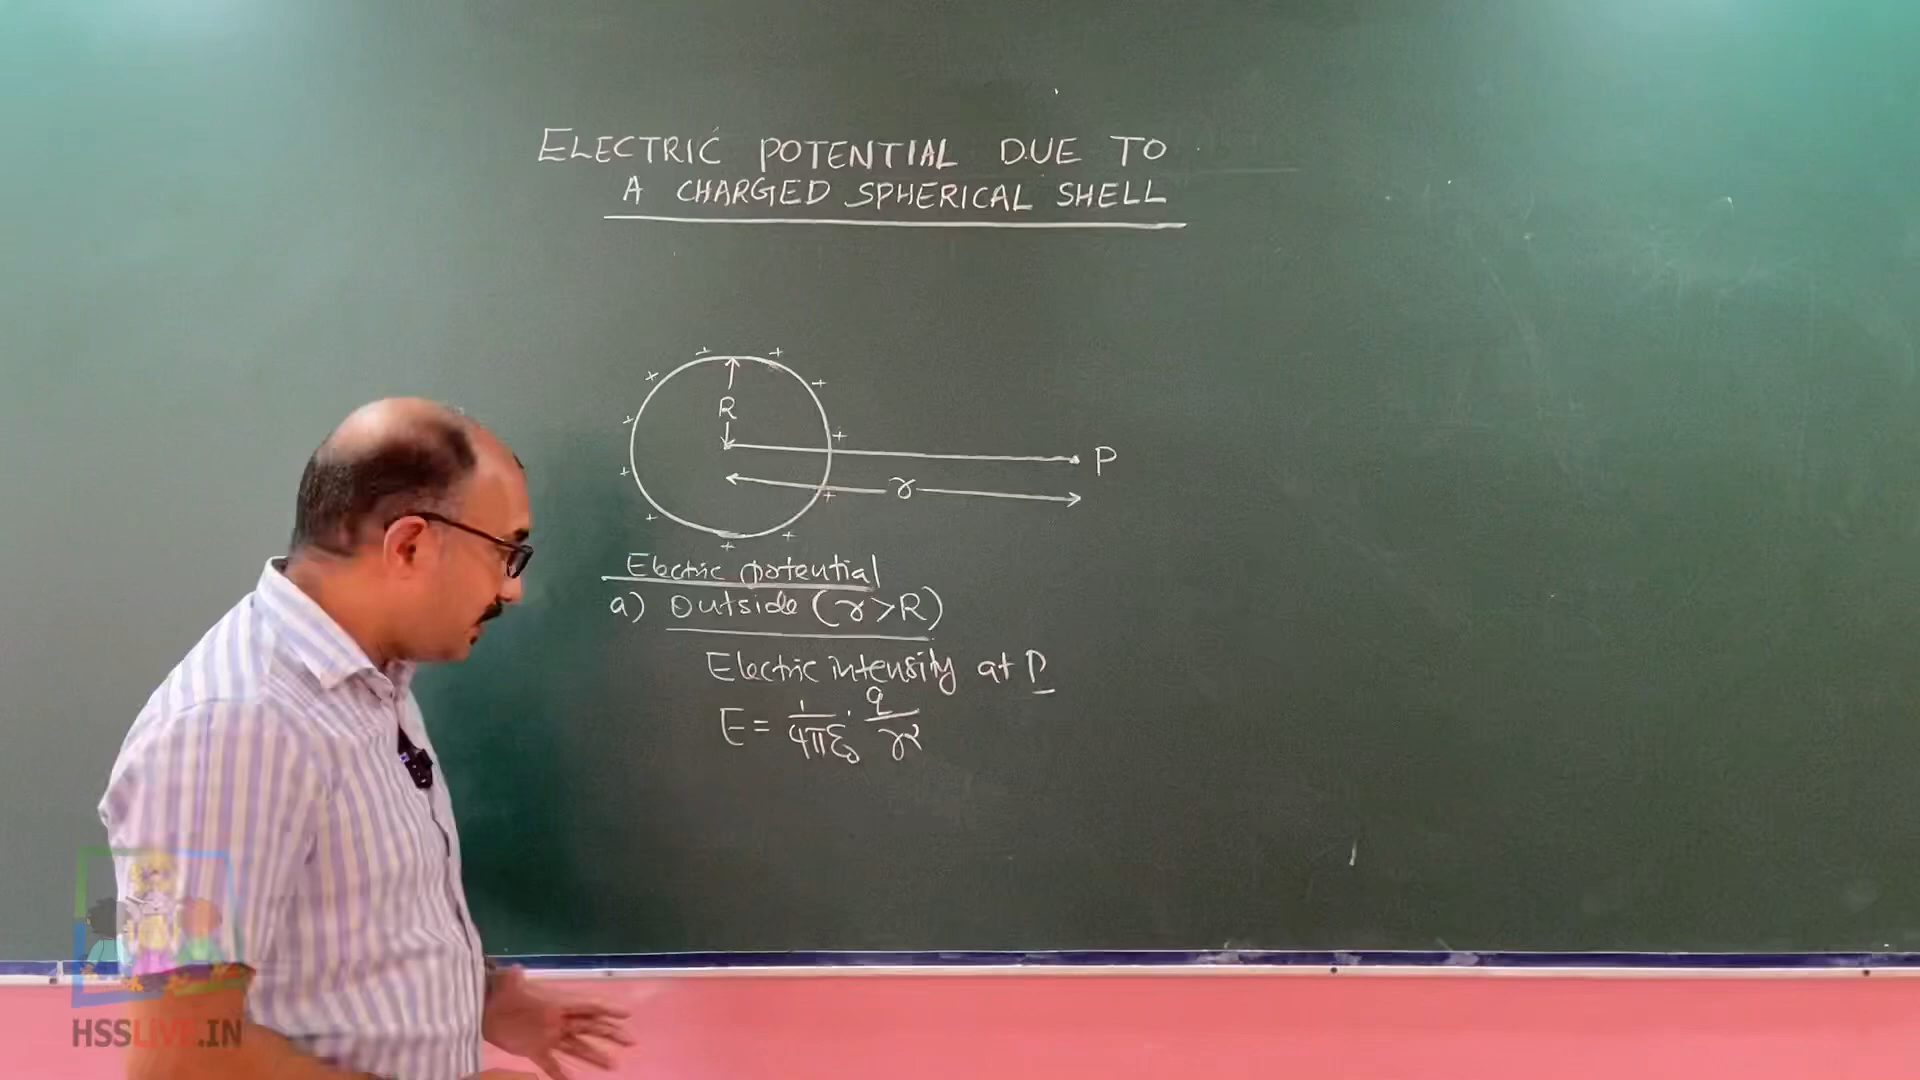 ELECTRIC POTENTIAL DUE TO
A CHARGED SPHERICAL SHELL
R
P
r
Electric potential
a) Outside (r>R)
Electric intensity at P
E = 1/4πε₀ · q/r²
HSSLIVE.IN